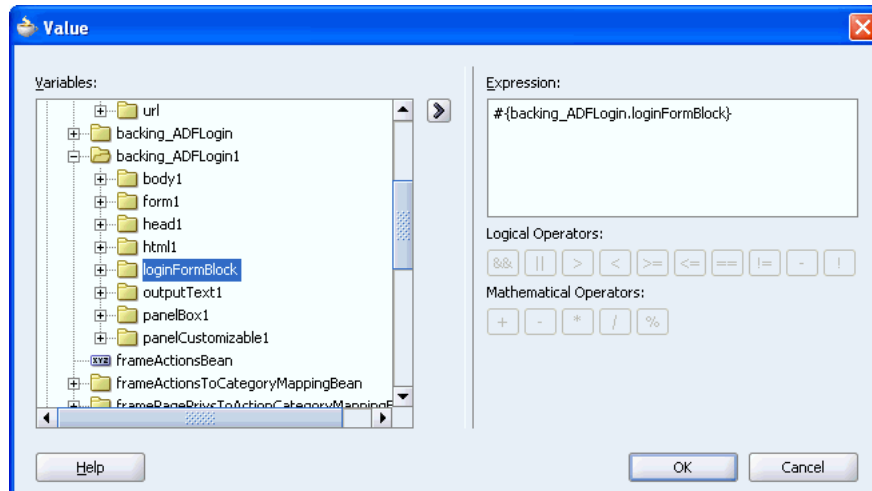 Value
Variables:
url
backing_ADFLogin
backing_ADFLogin1
body1
form1
head1
html1
loginFormBlock
outputText1
panelBox1
panelCustomizable1
XYZ frameActionsBean
frameActionsToCategoryMappingBean
Expression:
#{backing_ADFLogin.loginFormBlock}
Logical Operators:
&& || > < >= <= == != - !
Mathematical Operators:
+ - * / %
Help
OK
Cancel